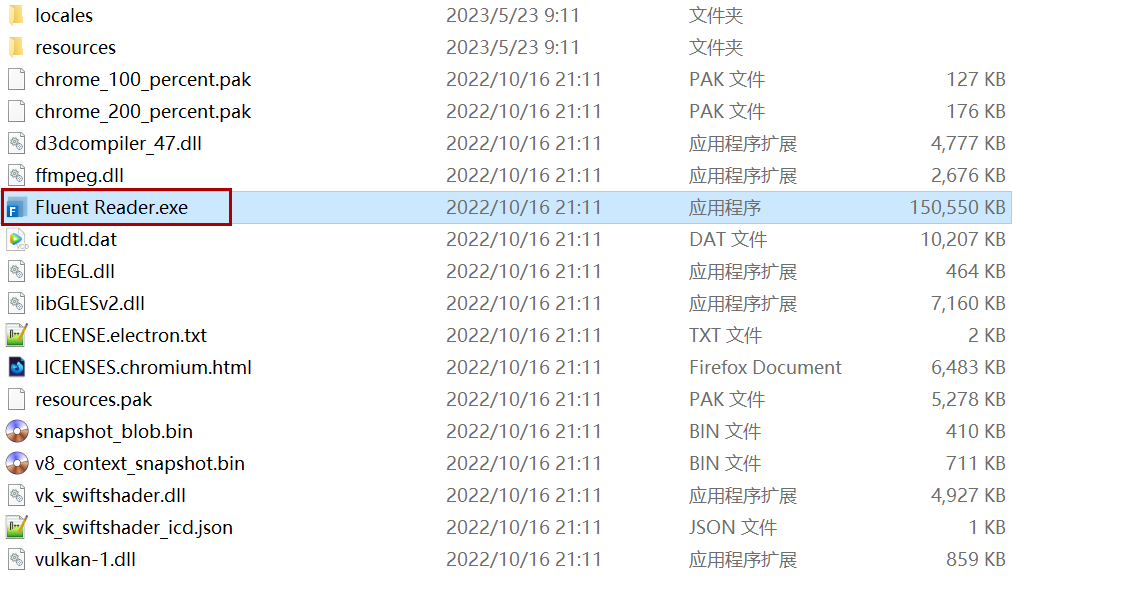 locales 2023/5/23 9:11 文件夹
resources 2023/5/23 9:11 文件夹
chrome_100_percent.pak 2022/10/16 21:11 PAK 文件 127 KB
chrome_200_percent.pak 2022/10/16 21:11 PAK 文件 176 KB
d3dcompiler_47.dll 2022/10/16 21:11 应用程序扩展 4,777 KB
ffmpeg.dll 2022/10/16 21:11 应用程序扩展 2,676 KB
Fluent Reader.exe 2022/10/16 21:11 应用程序 150,550 KB
icudtl.dat 2022/10/16 21:11 DAT 文件 10,207 KB
libEGL.dll 2022/10/16 21:11 应用程序扩展 464 KB
libGLESv2.dll 2022/10/16 21:11 应用程序扩展 7,160 KB
LICENSE.electron.txt 2022/10/16 21:11 TXT 文件 2 KB
LICENSES.chromium.html 2022/10/16 21:11 Firefox Document 6,483 KB
resources.pak 2022/10/16 21:11 PAK 文件 5,278 KB
snapshot_blob.bin 2022/10/16 21:11 BIN 文件 410 KB
v8_context_snapshot.bin 2022/10/16 21:11 BIN 文件 711 KB
vk_swiftshader.dll 2022/10/16 21:11 应用程序扩展 4,927 KB
vk_swiftshader_icd.json 2022/10/16 21:11 JSON 文件 1 KB
vulkan-1.dll 2022/10/16 21:11 应用程序扩展 859 KB